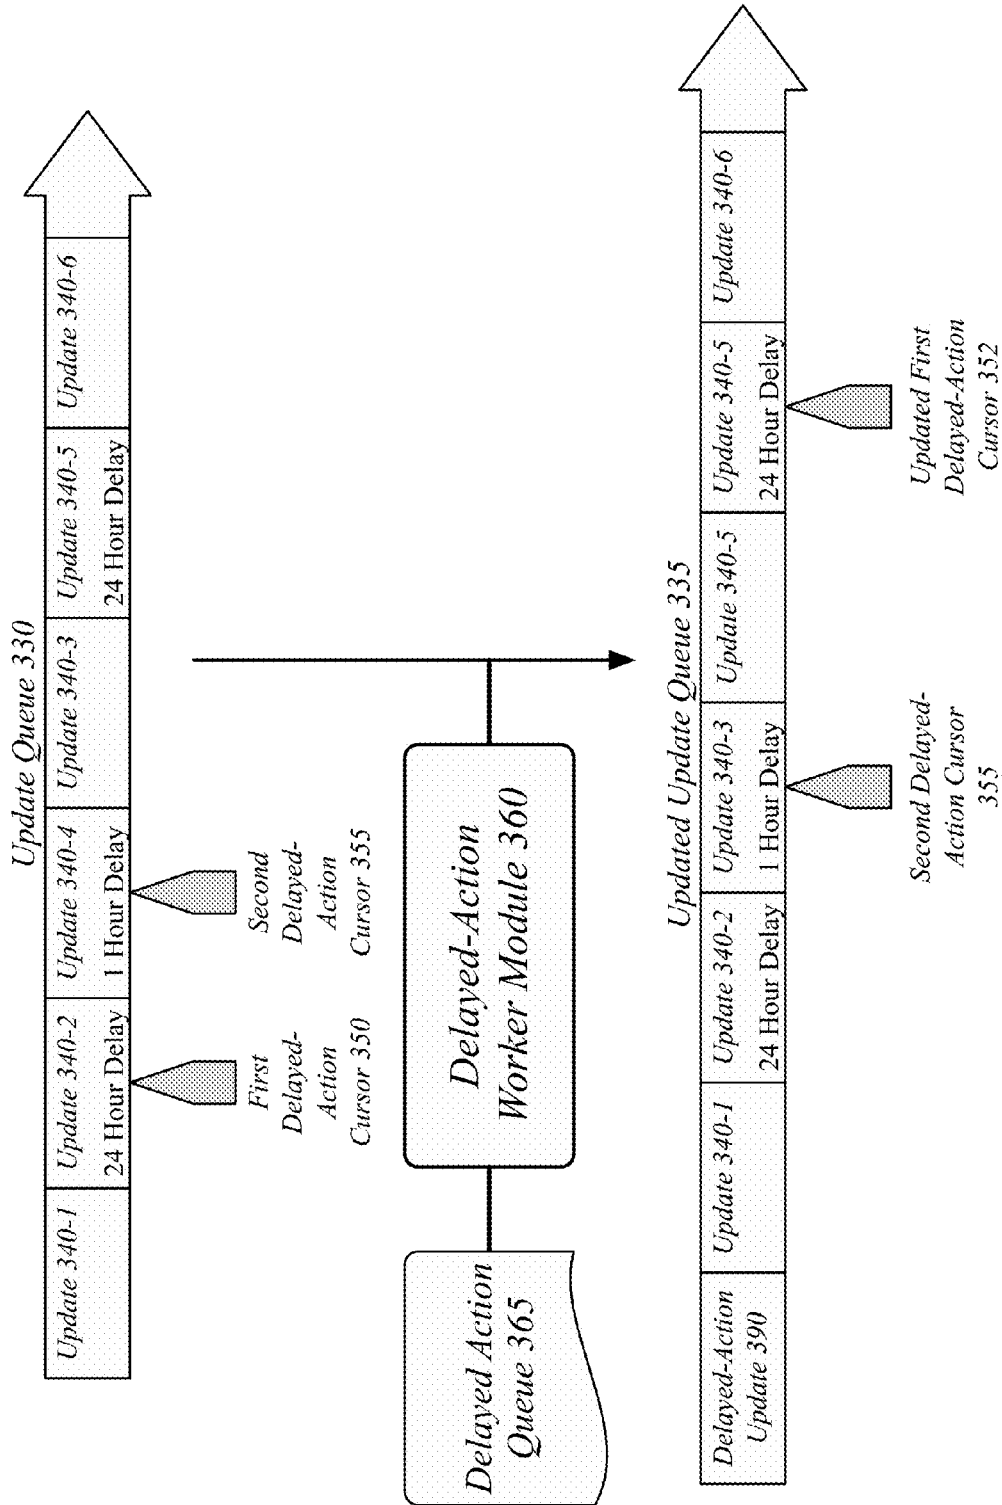 Update Queue 330
Update 340-1
Update 340-2
24 Hour Delay
Update 340-4
1 Hour Delay
Update 340-3
Update 340-5
24 Hour Delay
Update 340-6
First
Delayed-
Action
Cursor 350
Second
Delayed-
Action
Cursor 355
Delayed Action
Queue 365
Delayed-Action
Worker Module 360
Updated Update Queue 335
Delayed-Action
Update 390
Update 340-1
Update 340-2
24 Hour Delay
Update 340-3
1 Hour Delay
Update 340-5
Update 340-5
24 Hour Delay
Update 340-6
Second Delayed-
Action Cursor
355
Updated First
Delayed-Action
Cursor 352